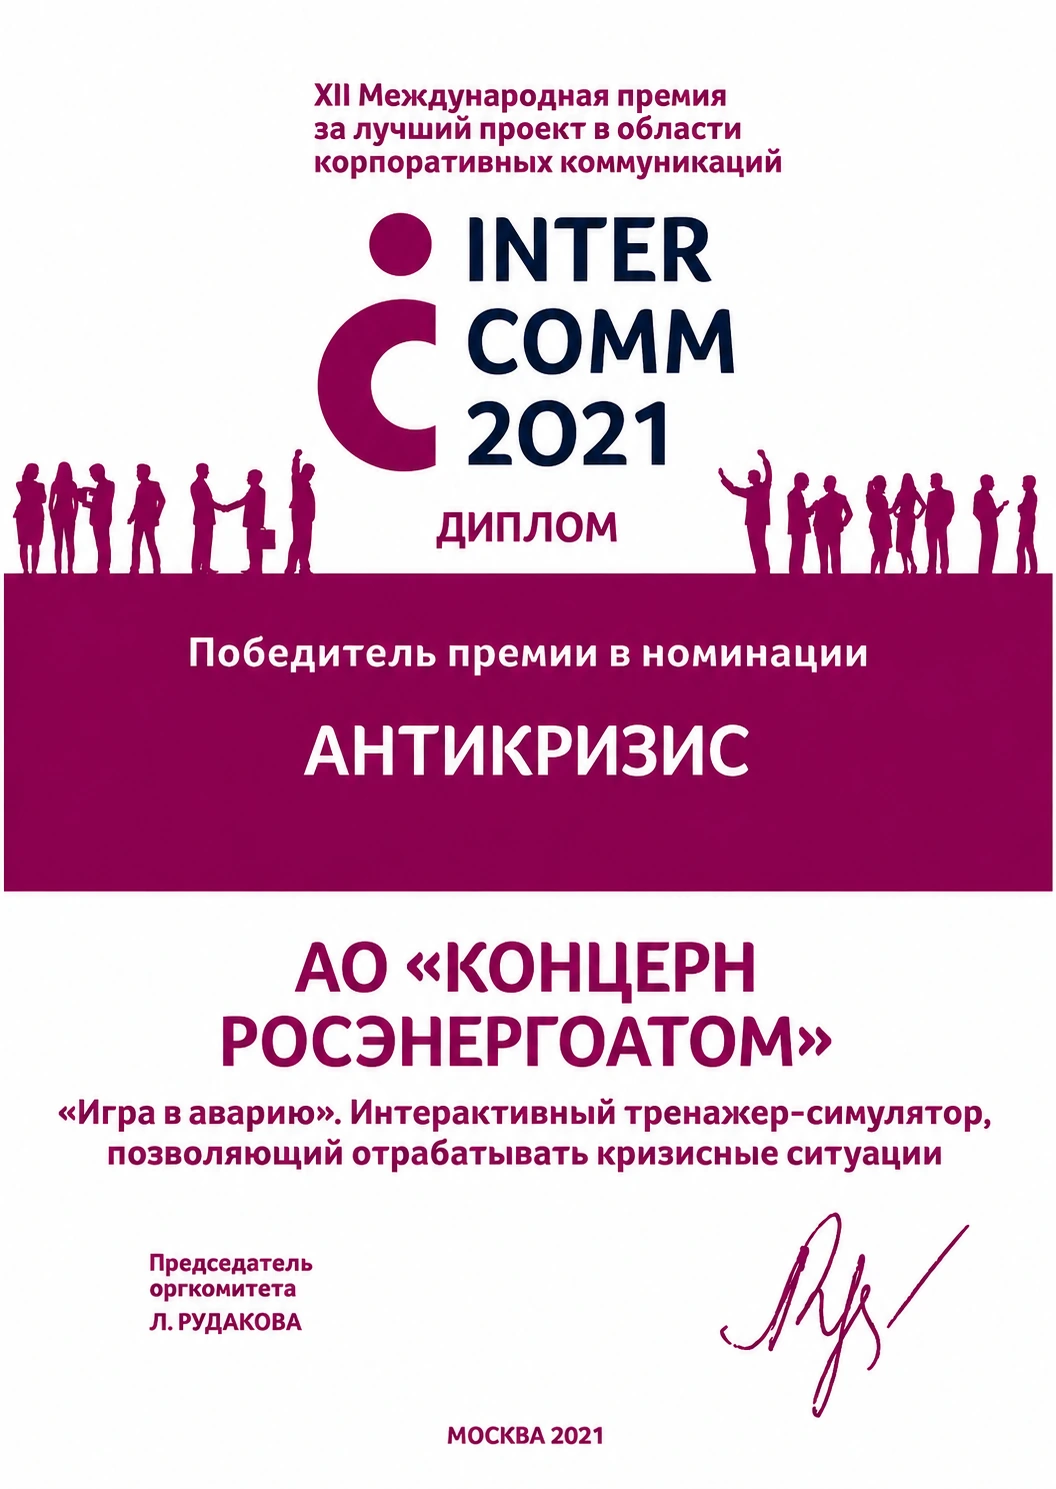 XII Международная премия
за лучший проект в области
корпоративных коммуникаций
INTER
COMM
2021
ДИПЛОМ
Победитель премии в номинации
АНТИКРИЗИС
АО «КОНЦЕРН
РОСЭНЕРГОАТОМ»
«Игра в аварию». Интерактивный тренажер-симулятор,
позволяющий отрабатывать кризисные ситуации
Председатель
оргкомитета
Л. РУДАКОВА
МОСКВА 2021